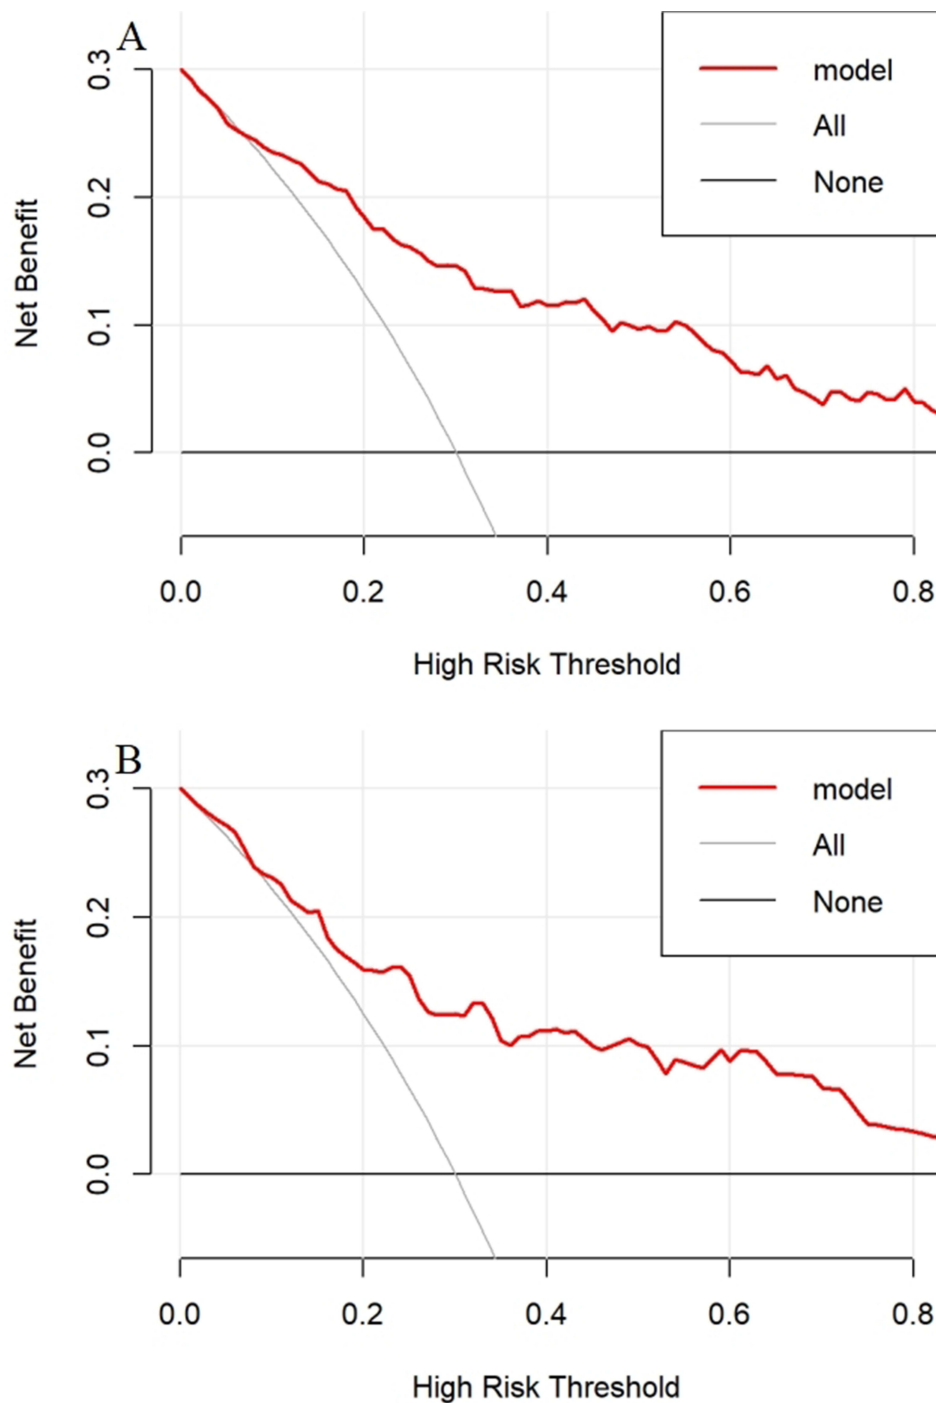 A
0.3
0.2
0.1
0.0
Net Benefit
model
All
None
0.0 0.2 0.4 0.6 0.8
High Risk Threshold
B
0.3
0.2
0.1
0.0
Net Benefit
model
All
None
0.0 0.2 0.4 0.6 0.8
High Risk Threshold